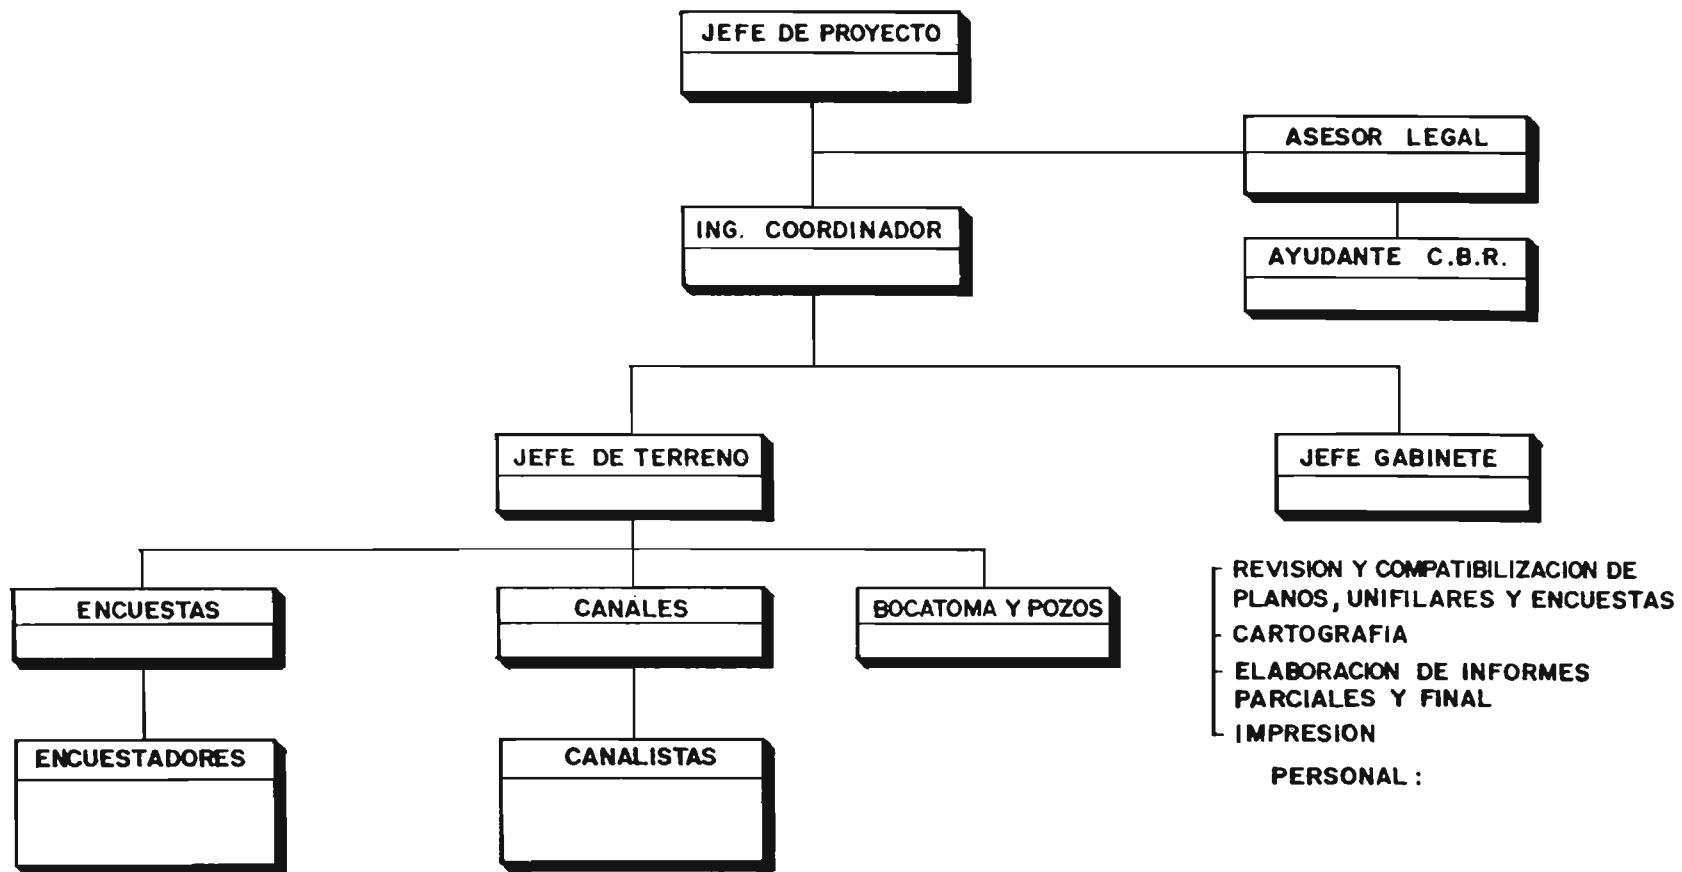 JEFE DE PROYECTO
ASESOR LEGAL
ING. COORDINADOR
AYUDANTE C.B.R.
JEFE DE TERRENO
JEFE GABINETE
ENCUESTAS
CANALES
BOCATOMA Y POZOS
REVISION Y COMPATIBILIZACION DE
PLANOS, UNIFILARES Y ENCUESTAS
CARTOGRAFIA
ELABORACION DE INFORMES
PARCIALES Y FINAL
IMPRESION
PERSONAL :
ENCUESTADORES
CANALISTAS